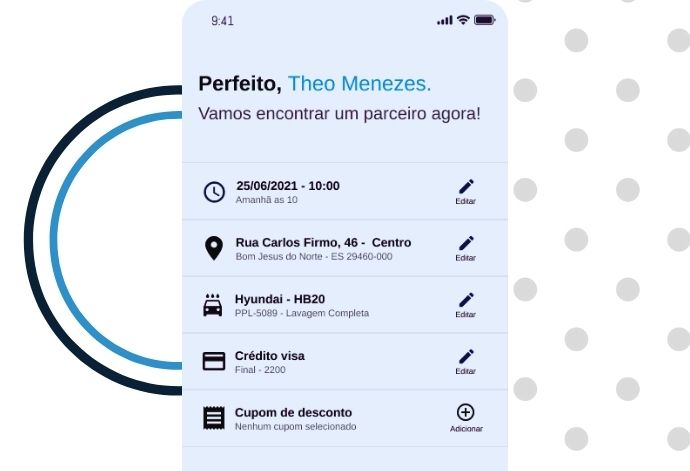 9:41
Perfeito, Theo Menezes.
Vamos encontrar um parceiro agora!
25/06/2021 - 10:00
Amanhã as 10
Editar
Rua Carlos Firmo, 46 - Centro
Bom Jesus do Norte - ES 29460-000
Editar
Hyundai - HB20
PPL-5089 - Lavagem Completa
Editar
Crédito visa
Final - 2200
Editar
Cupom de desconto
Nenhum cupom selecionado
Adicionar